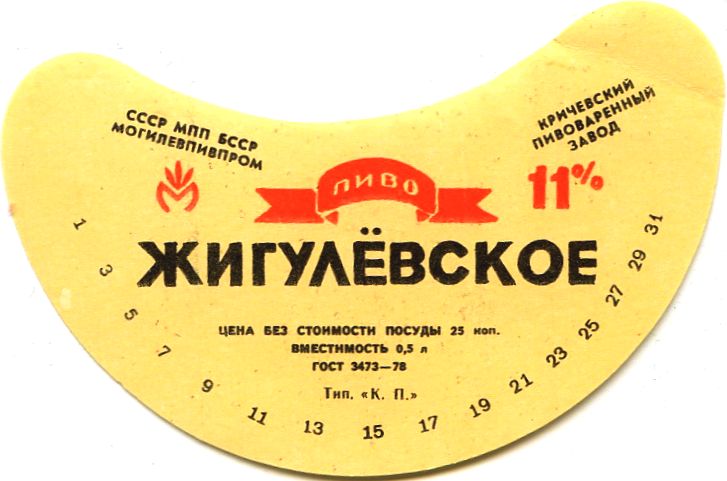 СССР МПП БССР
МОГИЛЕВПИВПРОМ
КРИЧЕВСКИЙ
ПИВОВАРЕННЫЙ
ЗАВОД
ПИВО
11%
ЖИГУЛЁВСКОЕ
ЦЕНА БЕЗ СТОИМОСТИ ПОСУДЫ 25 коп.
ВМЕСТИМОСТЬ 0,5 л
ГОСТ 3473—78
Тип. «К. П.»
1 3 5 7 9 11 13 15 17 19 21 23 25 27 29 31